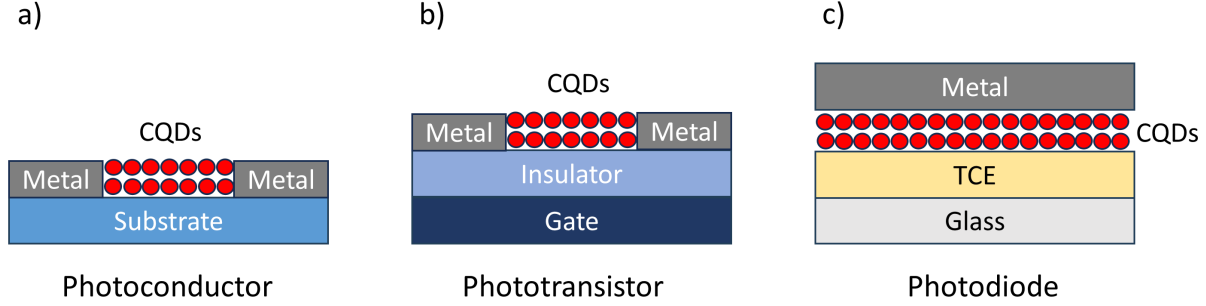 a)
CQDs
Metal
Metal
Substrate
Photoconductor
b)
CQDs
Metal
Metal
Insulator
Gate
Phototransistor
c)
Metal
CQDs
TCE
Glass
Photodiode